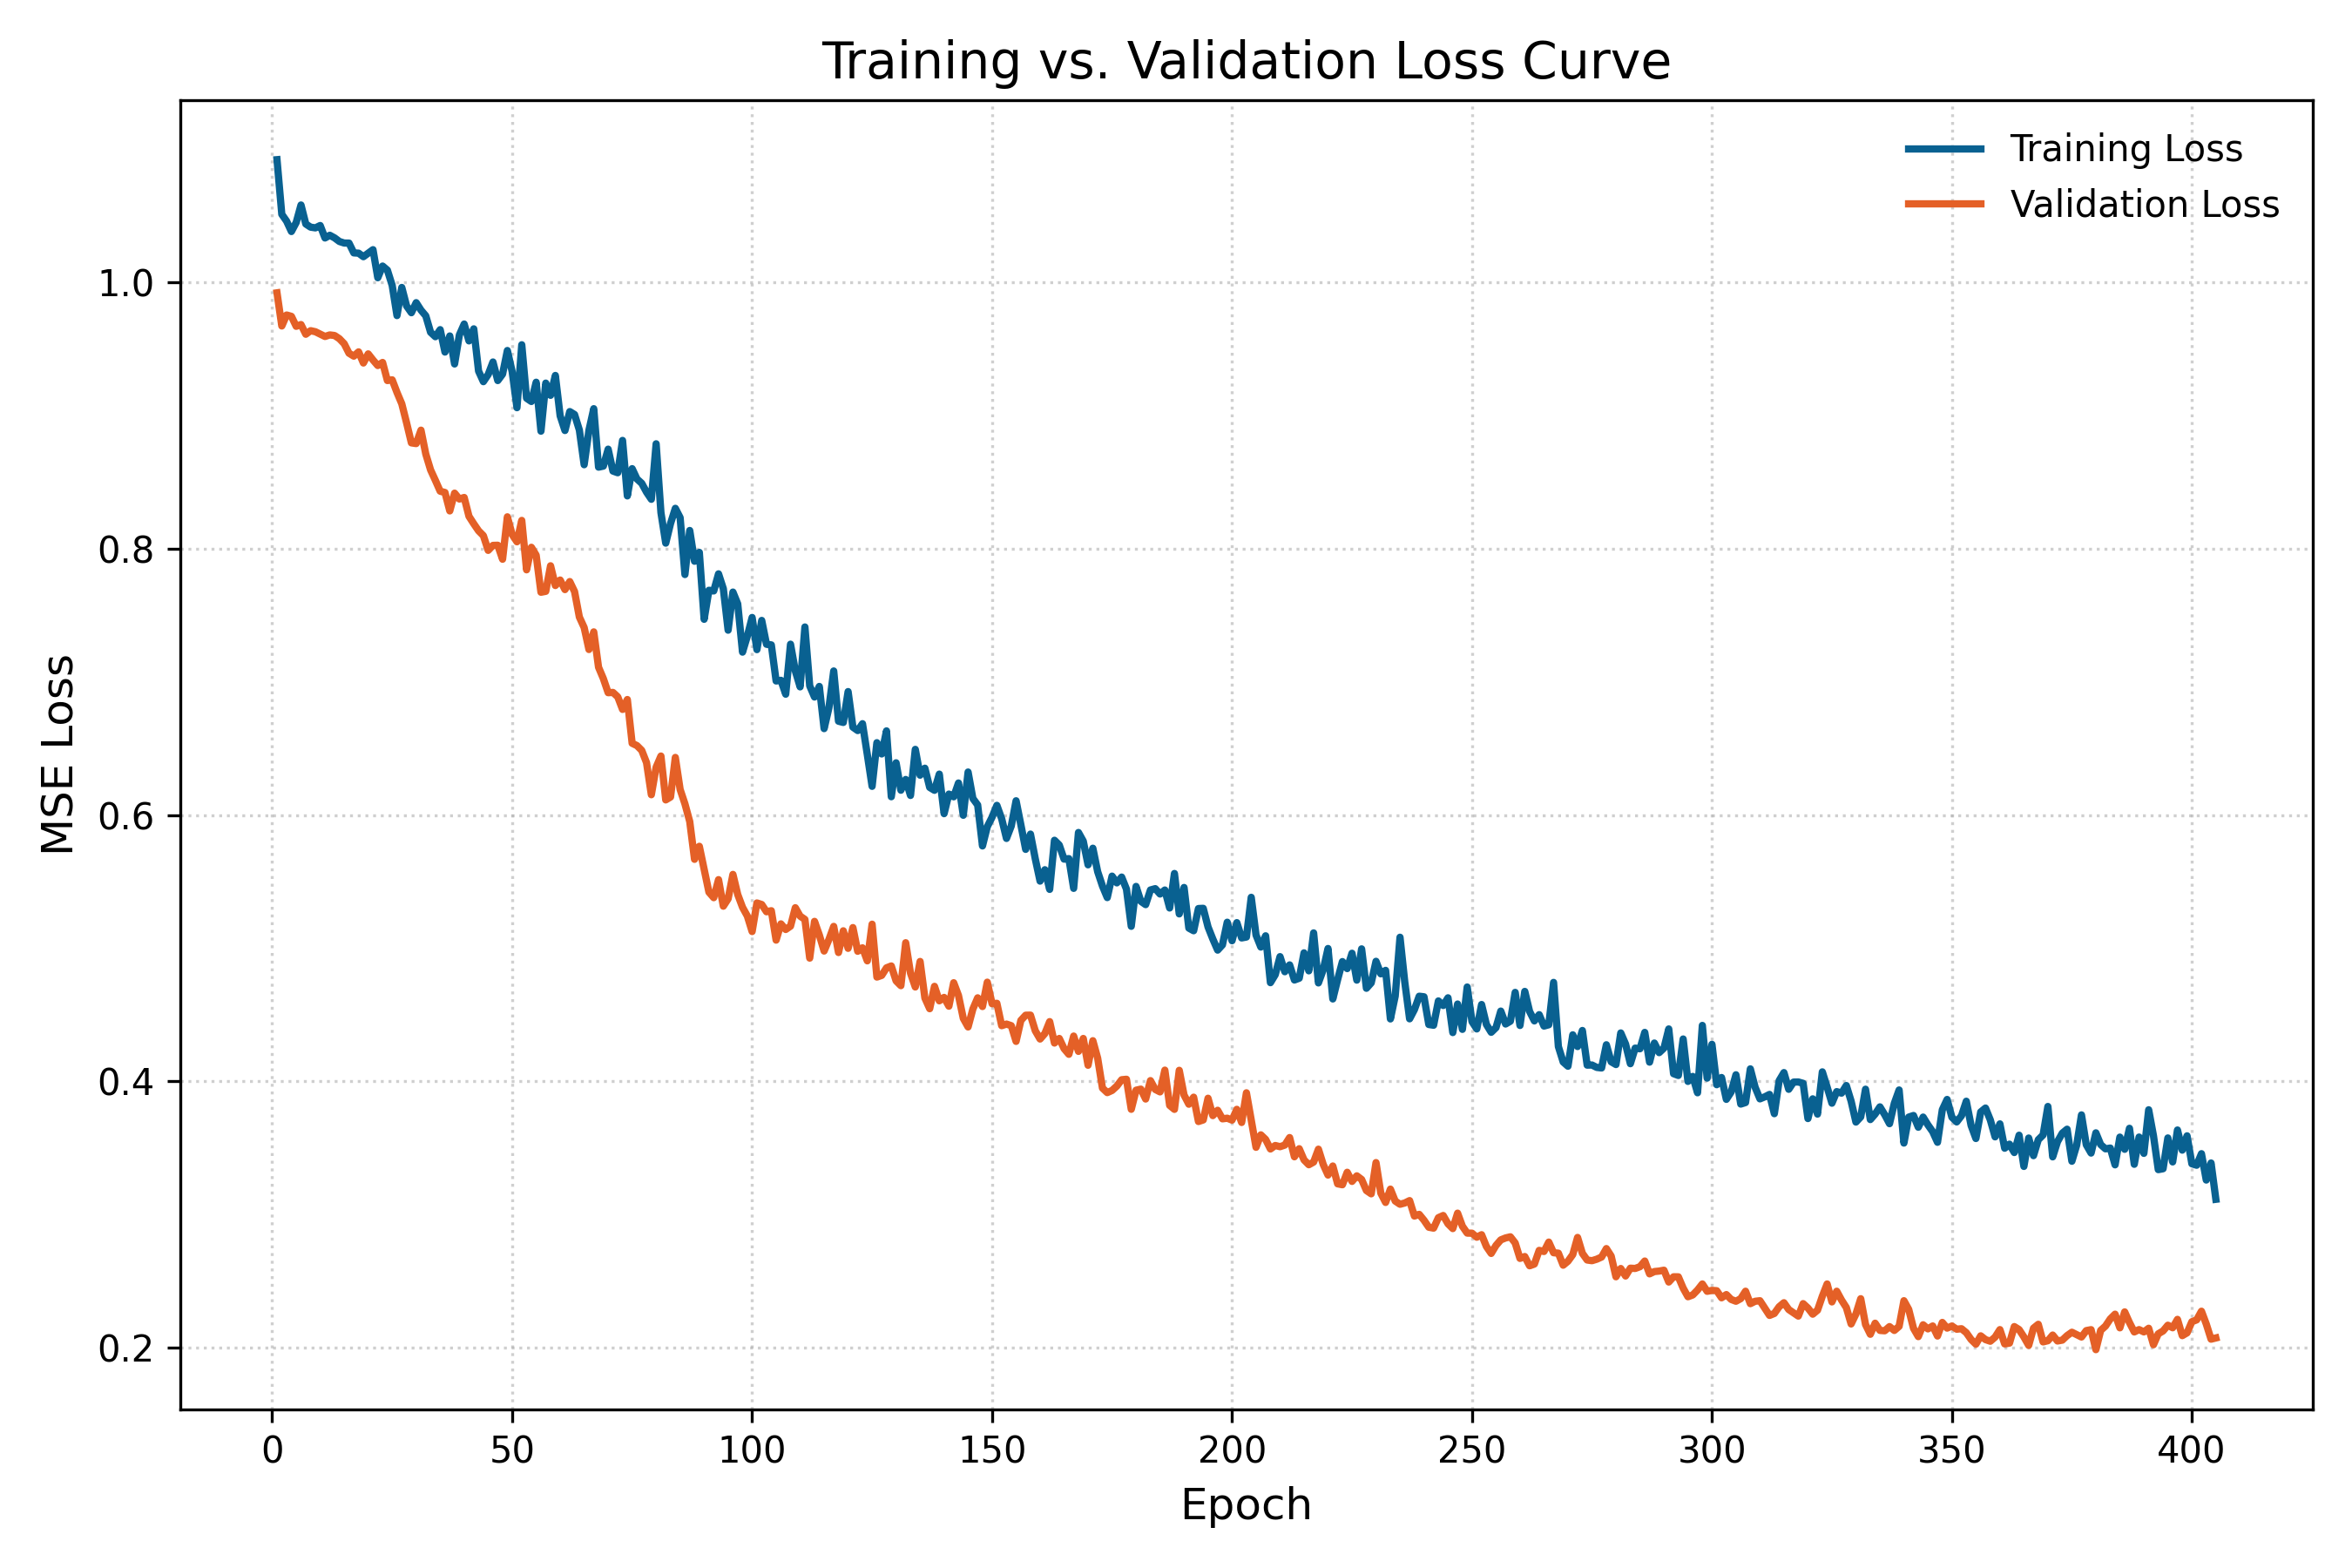 Training vs. Validation Loss Curve
Training Loss
Validation Loss
MSE Loss
1.0
0.8
0.6
0.4
0.2
0 50 100 150 200 250 300 350 400
Epoch